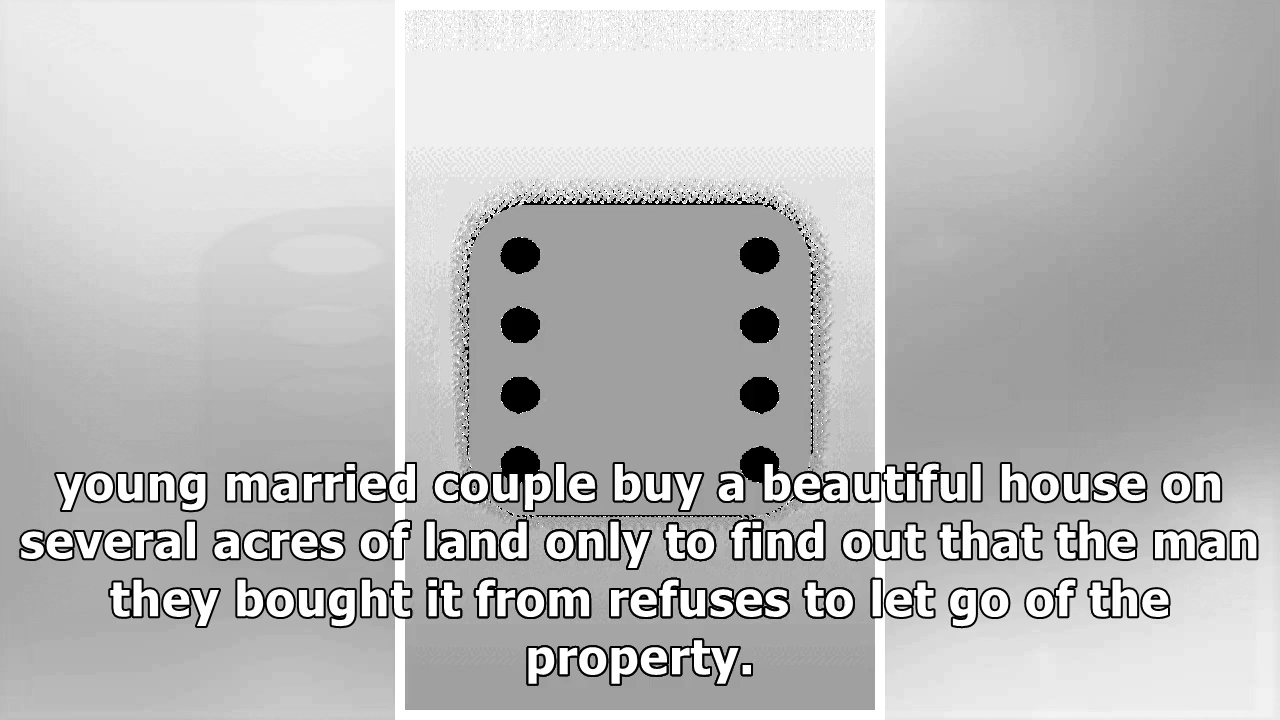 young married couple buy a beautiful house on
several acres of land only to find out that the man
they bought it from refuses to let go of the
property.